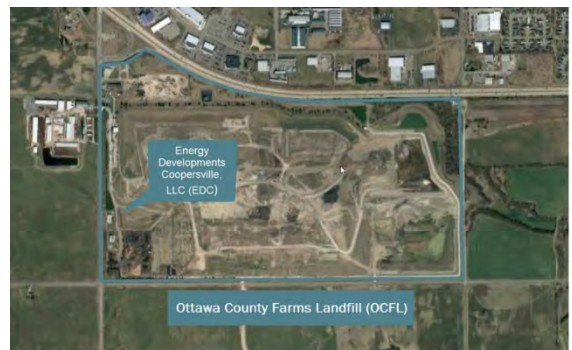 Energy
Developments
Coopersville,
LLC (EDC)
Ottawa County Farms Landfill (OCFL)